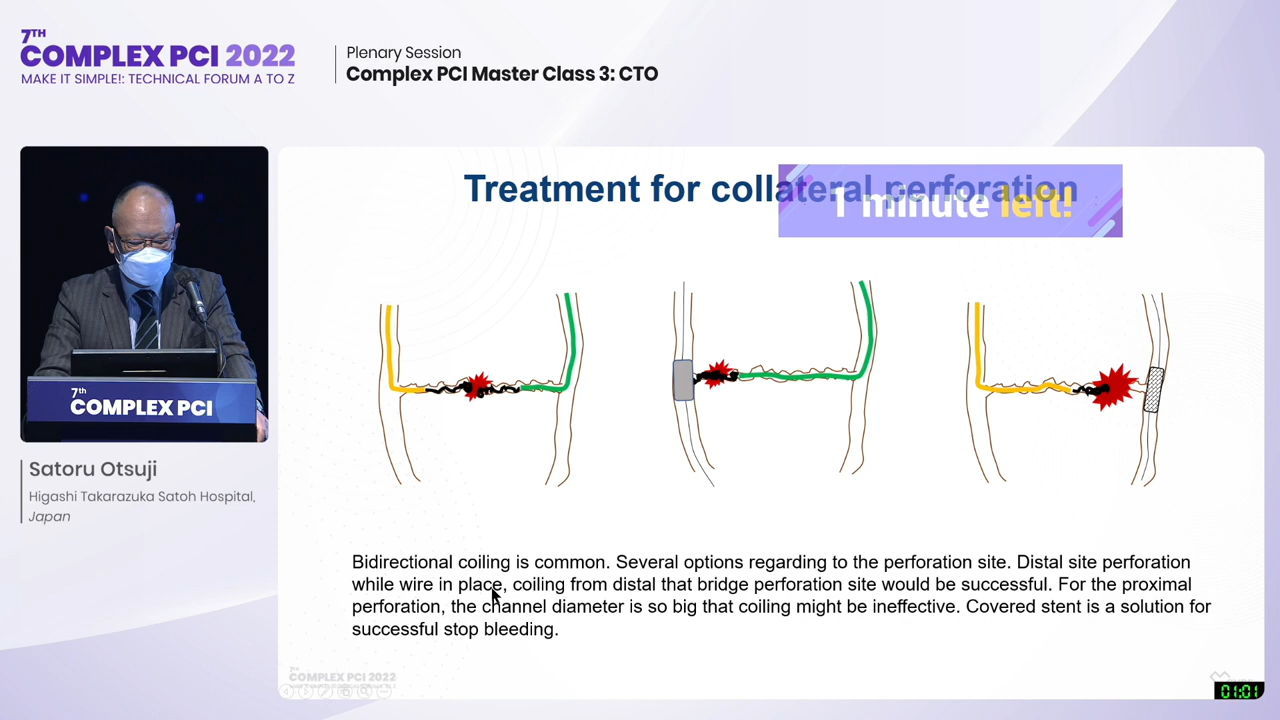 7TH
COMPLEX PCI 2022
MAKE IT SIMPLE!: TECHNICAL FORUM A TO Z
Plenary Session
Complex PCI Master Class 3: CTO
Treatment for collateral perforation
1 minute left!
7th
COMPLEX PCI
Satoru Otsuji
Higashi Takarazuka Satoh Hospital,
Japan
Bidirectional coiling is common. Several options regarding to the perforation site. Distal site perforation
while wire in place, coiling from distal that bridge perforation site would be successful. For the proximal
perforation, the channel diameter is so big that coiling might be ineffective. Covered stent is a solution for
successful stop bleeding.
7TH
COMPLEX PCI 2022
01:01